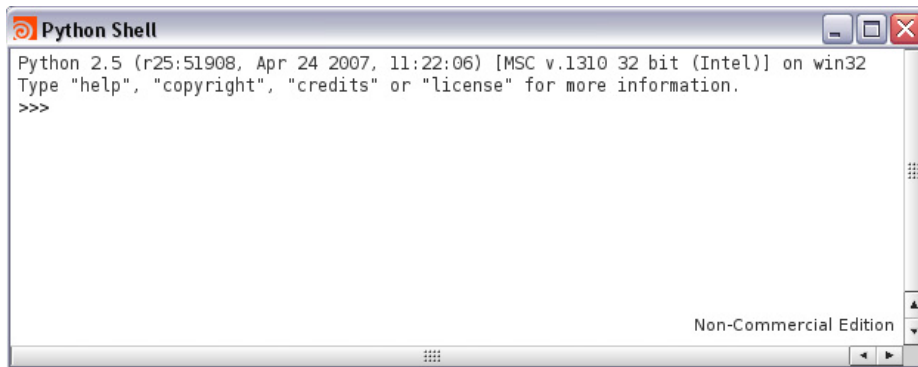 Python Shell
Python 2.5 (r25:51908, Apr 24 2007, 11:22:06) [MSC v.1310 32 bit (Intel)] on win32
Type "help", "copyright", "credits" or "license" for more information.
>>>
Non-Commercial Edition